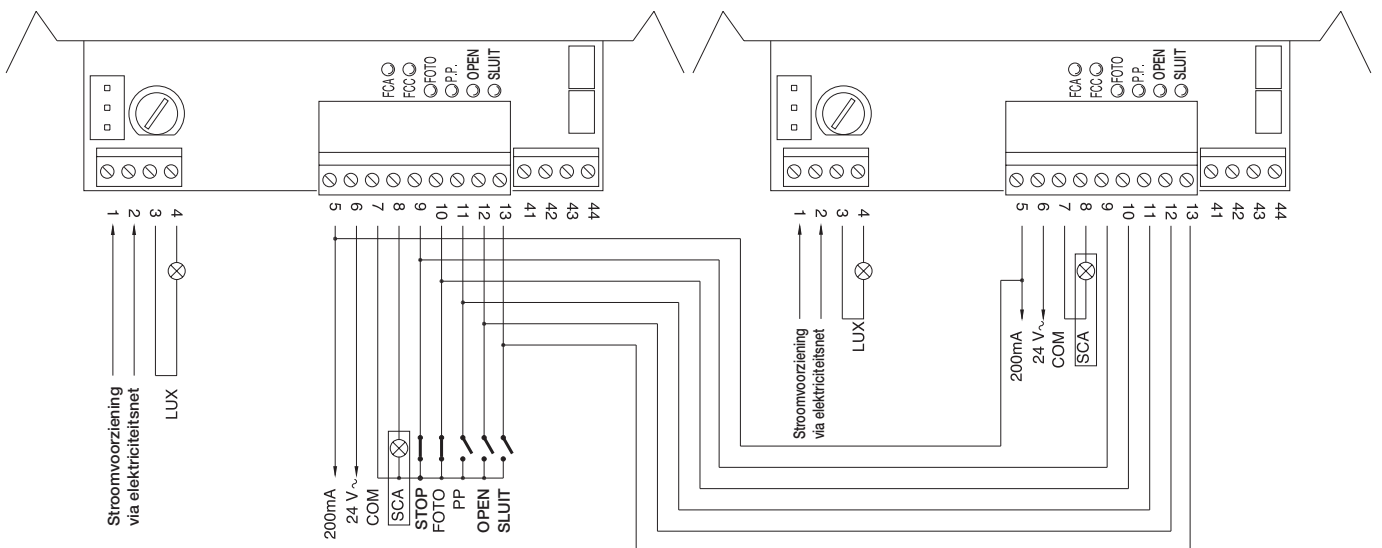 FCA
FCC
FOTO
P.P.
OPEN
SLUIT
1
2
3
4
5
6
7
8
9
10
11
12
13
41
42
43
44
Stroomvoorziening
via elektriciteitsnet
LUX
200mA
24 V~
COM
SCA
STOP
FOTO
PP
OPEN
SLUIT
FCA
FCC
FOTO
P.P.
OPEN
SLUIT
1
2
3
4
5
6
7
8
9
10
11
12
13
41
42
43
44
Stroomvoorziening
via elektriciteitsnet
LUX
200mA
24 V~
COM
SCA